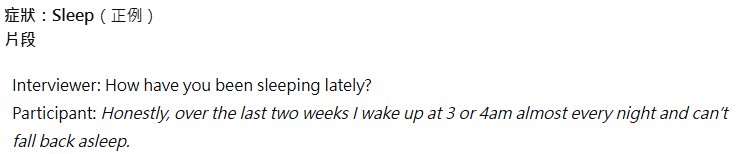 症狀：Sleep（正例）
片段
Interviewer: How have you been sleeping lately?
Participant: Honestly, over the last two weeks I wake up at 3 or 4am almost every night and can’t
fall back asleep.